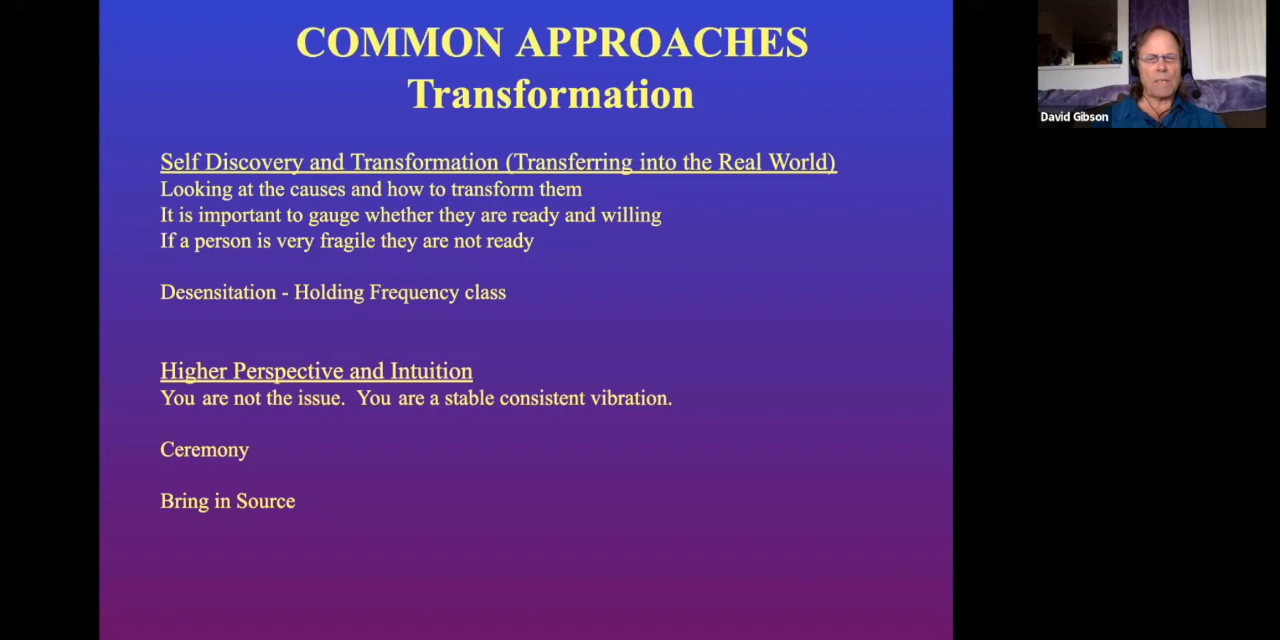 COMMON APPROACHES
Transformation
Self Discovery and Transformation (Transferring into the Real World)
Looking at the causes and how to transform them
It is important to gauge whether they are ready and willing
If a person is very fragile they are not ready
Desensitation - Holding Frequency class
Higher Perspective and Intuition
You are not the issue.  You are a stable consistent vibration.
Ceremony
Bring in Source
David Gibson